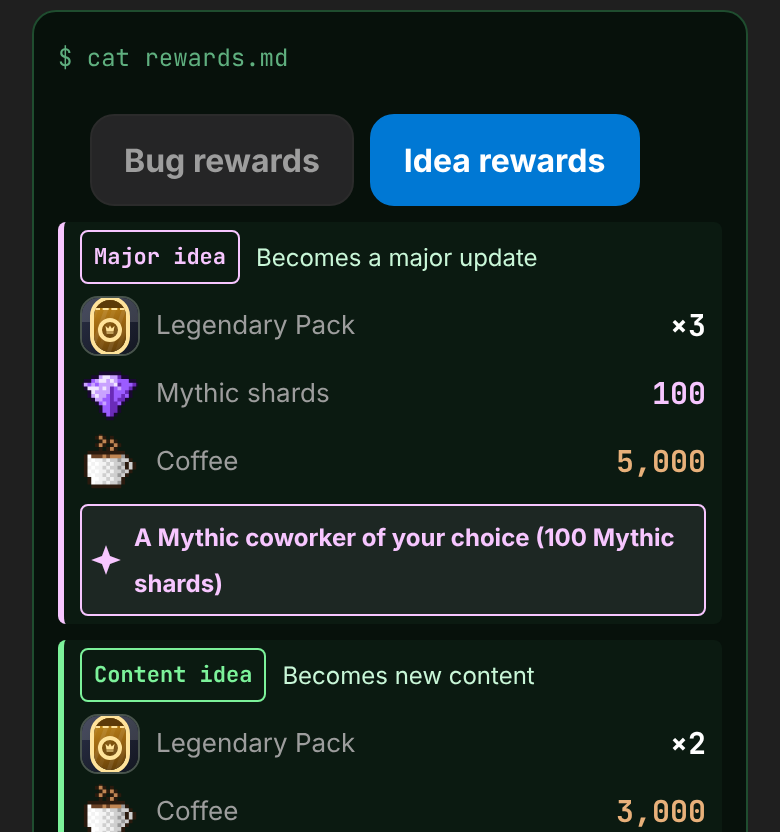 $ cat rewards.md
Bug rewards Idea rewards
Major idea Becomes a major update
Legendary Pack ×3
Mythic shards 100
Coffee 5,000
A Mythic coworker of your choice (100 Mythic
shards)
Content idea Becomes new content
Legendary Pack ×2
Coffee 3,000